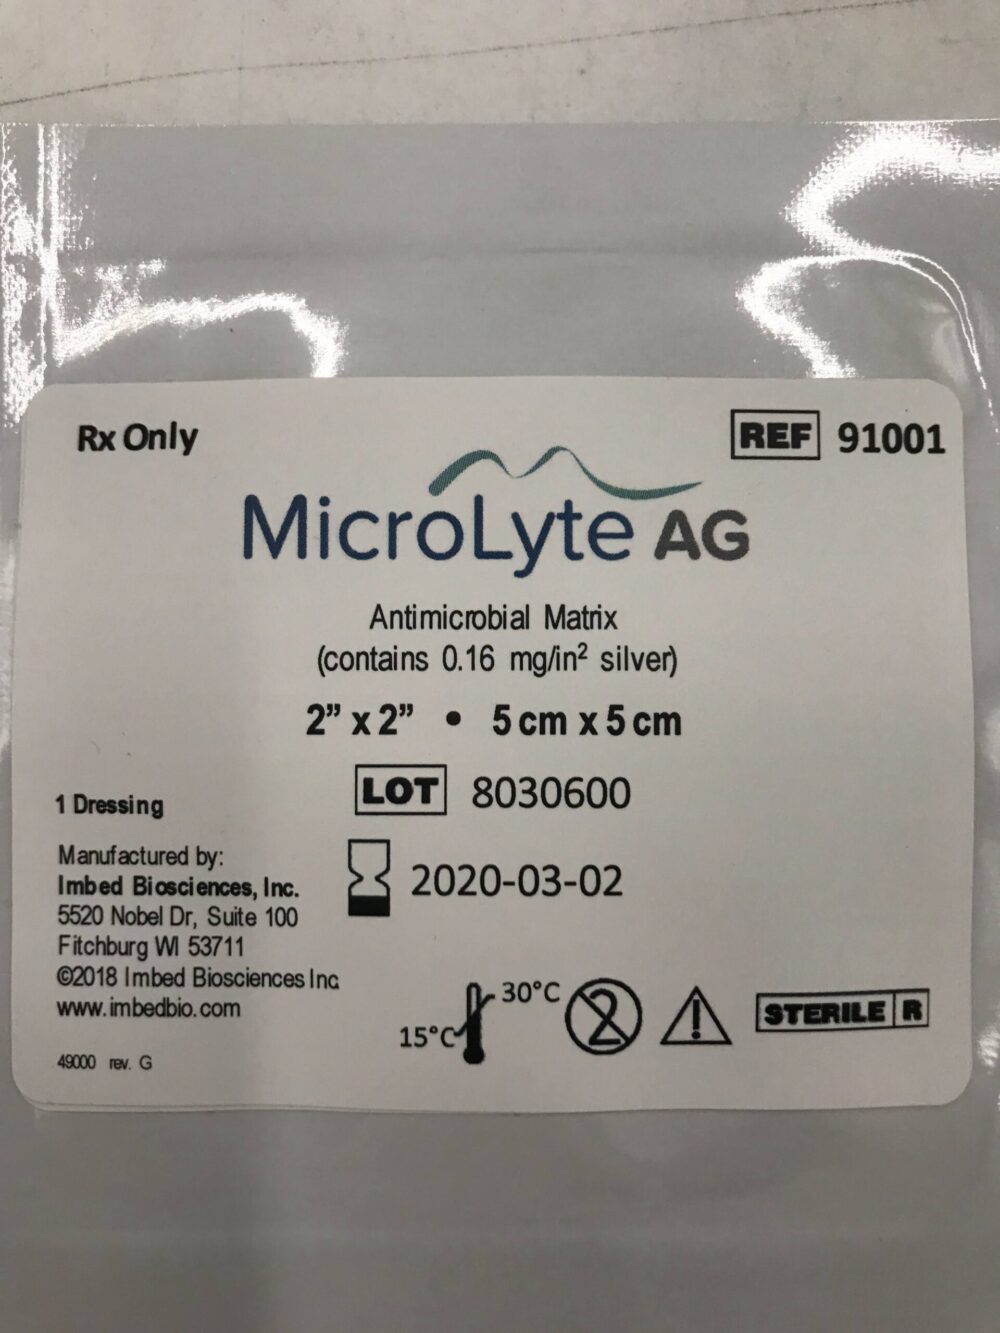 Rx Only
REF 91001
MicroLyte AG
Antimicrobial Matrix
(contains 0.16 mg/in² silver)
2” x 2” • 5 cm x 5 cm
LOT 8030600
1 Dressing
2020-03-02
Manufactured by:
Imbed Biosciences, Inc.
5520 Nobel Dr, Suite 100
Fitchburg WI 53711
©2018 Imbed Biosciences Inc
www.imbedbio.com
49000 rev. G
15°C 30°C
2
STERILE R